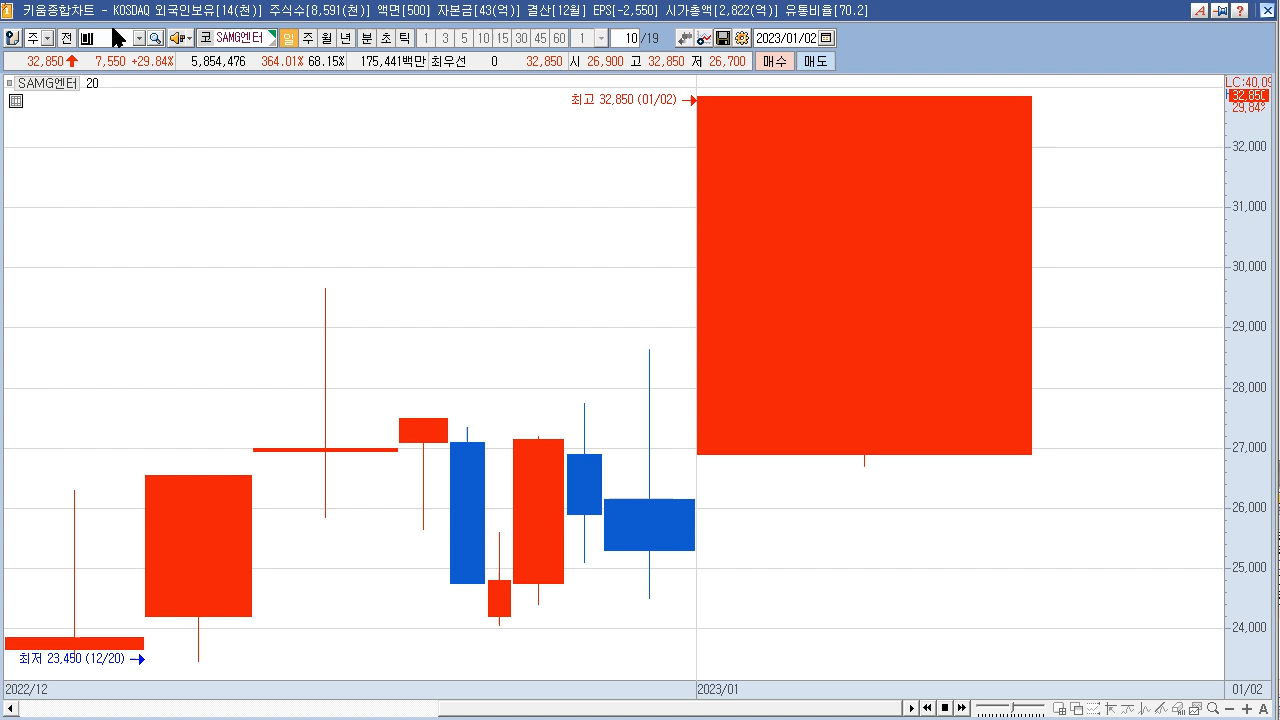 키움종합차트 - KOSDAQ 외국인보유[14(천)] 주식수[8,591(천)] 액면[500] 자본금[43(억)] 결산[12월] EPS[-2,550] 시가총액[2,822(억)] 유통비율[70.2]
주 전 코 SAMG엔터 일 주 월 년 분 초 틱 1 3 5 10 15 30 45 60 1 10 /19 2023/01/02
32,850 7,550 +29.84% 5,854,476 364.01% 68.15% 175,441백만 최우선 0 32,850 시 26,900 고 32,850 저 26,700 매수 매도
SAMG엔터 20
LC:40,09
최고 32,850 (01/02)
32,850
29,84%
32,000
31,000
30,000
29,000
28,000
27,000
26,000
25,000
24,000
최저 23,450 (12/20)
2022/12 2023/01 01/02
A